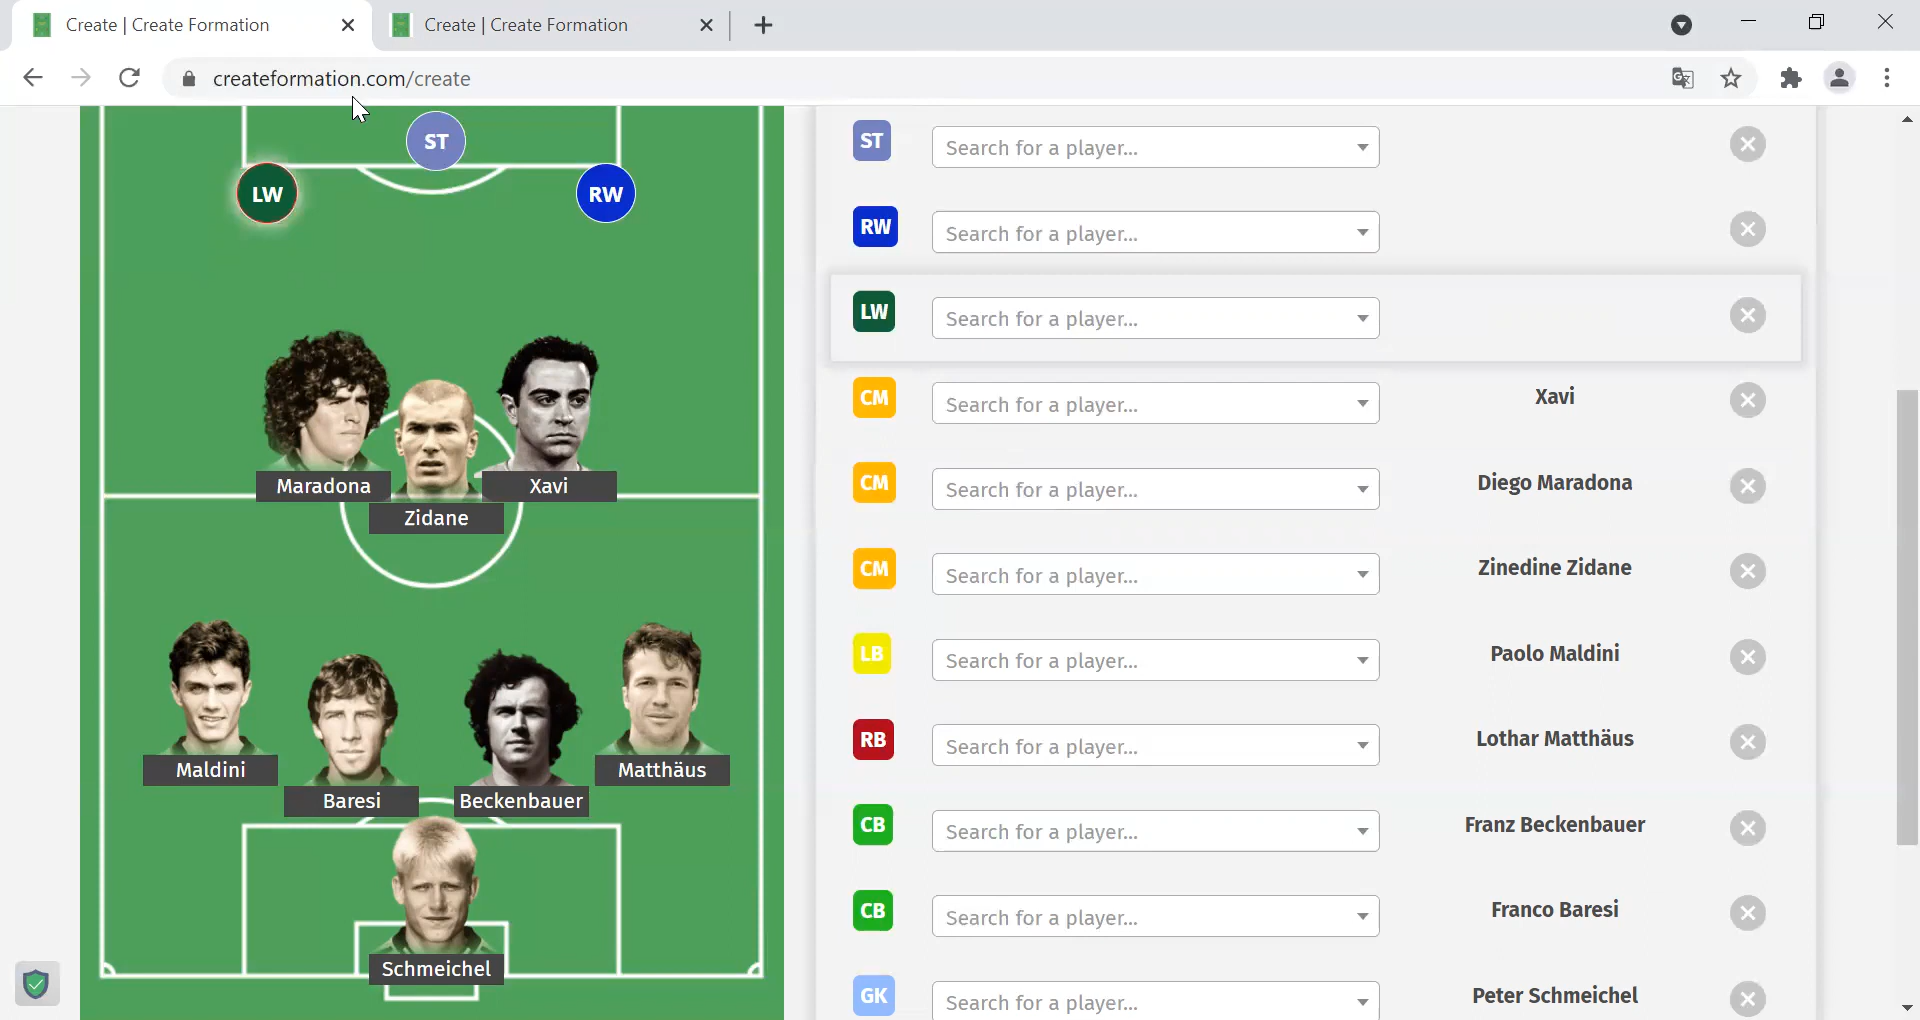 Create | Create Formation
Create | Create Formation
createformation.com/create
ST
LW
RW
Maradona
Xavi
Zidane
Maldini
Matthäus
Baresi
Beckenbauer
Schmeichel
ST Search for a player...
RW Search for a player...
LW Search for a player...
CM Search for a player... Xavi
CM Search for a player... Diego Maradona
CM Search for a player... Zinedine Zidane
LB Search for a player... Paolo Maldini
RB Search for a player... Lothar Matthäus
CB Search for a player... Franz Beckenbauer
CB Search for a player... Franco Baresi
GK Search for a player... Peter Schmeichel